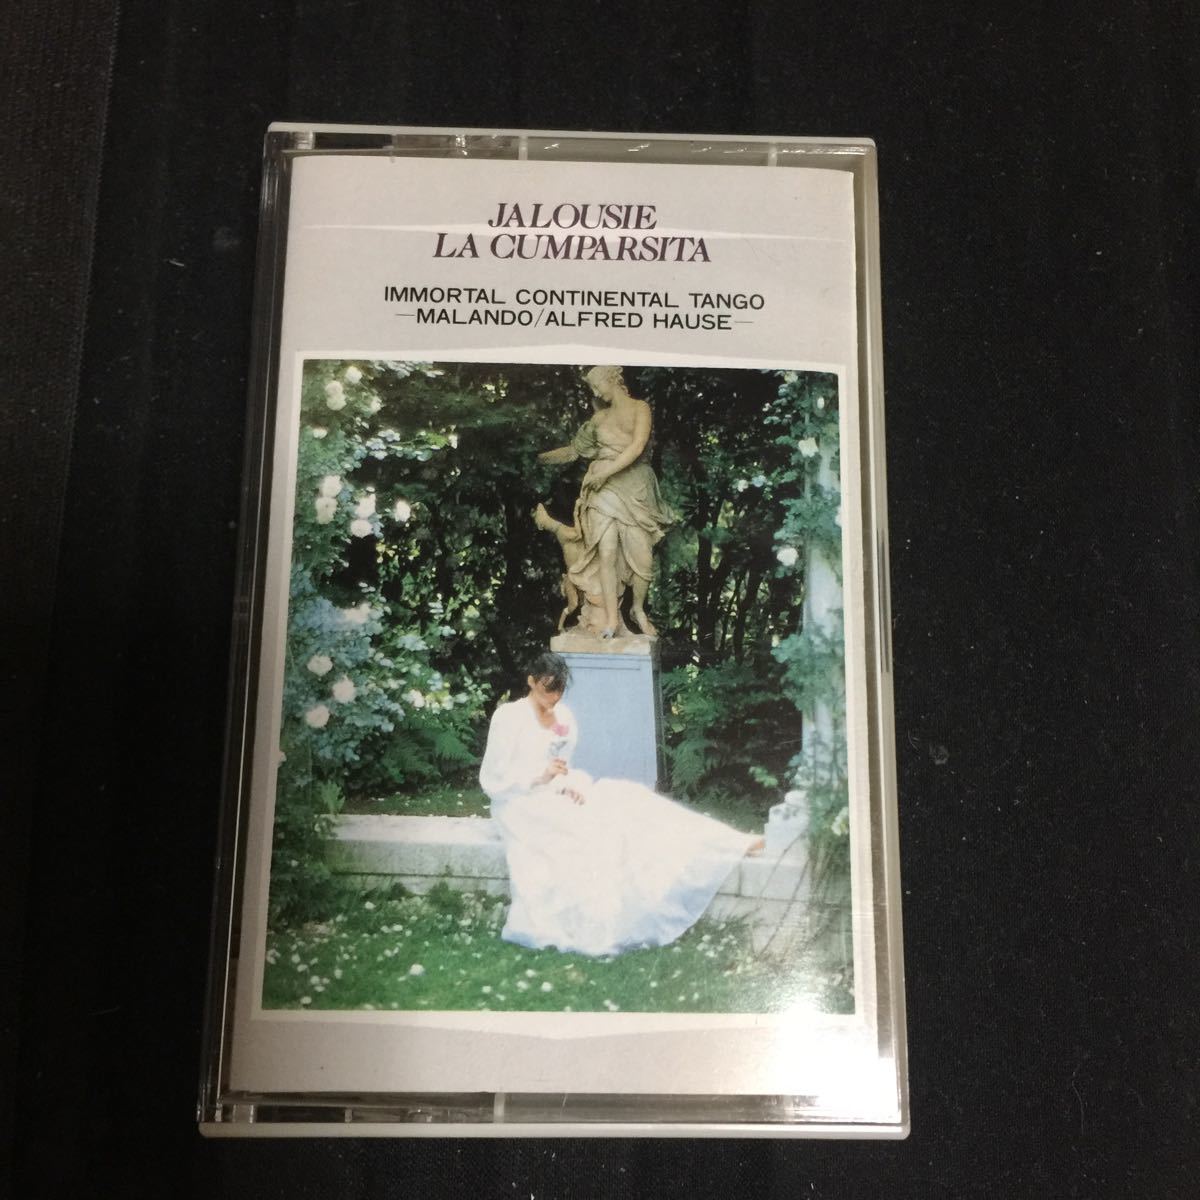 JALOUSIE
LA CUMPARSITA
IMMORTAL CONTINENTAL TANGO
—MALANDO/ALFRED HAUSE—